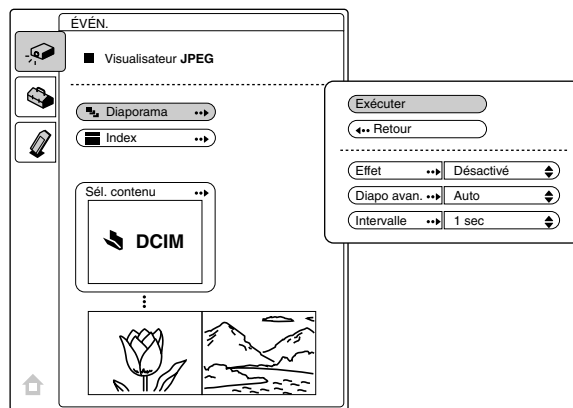 ÉVÉN.
Visualisateur JPEG
Diaporama
Index
Sél. contenu
DCIM
Exécuter
Retour
Effet Désactivé
Diapo avan. Auto
Intervalle 1 sec